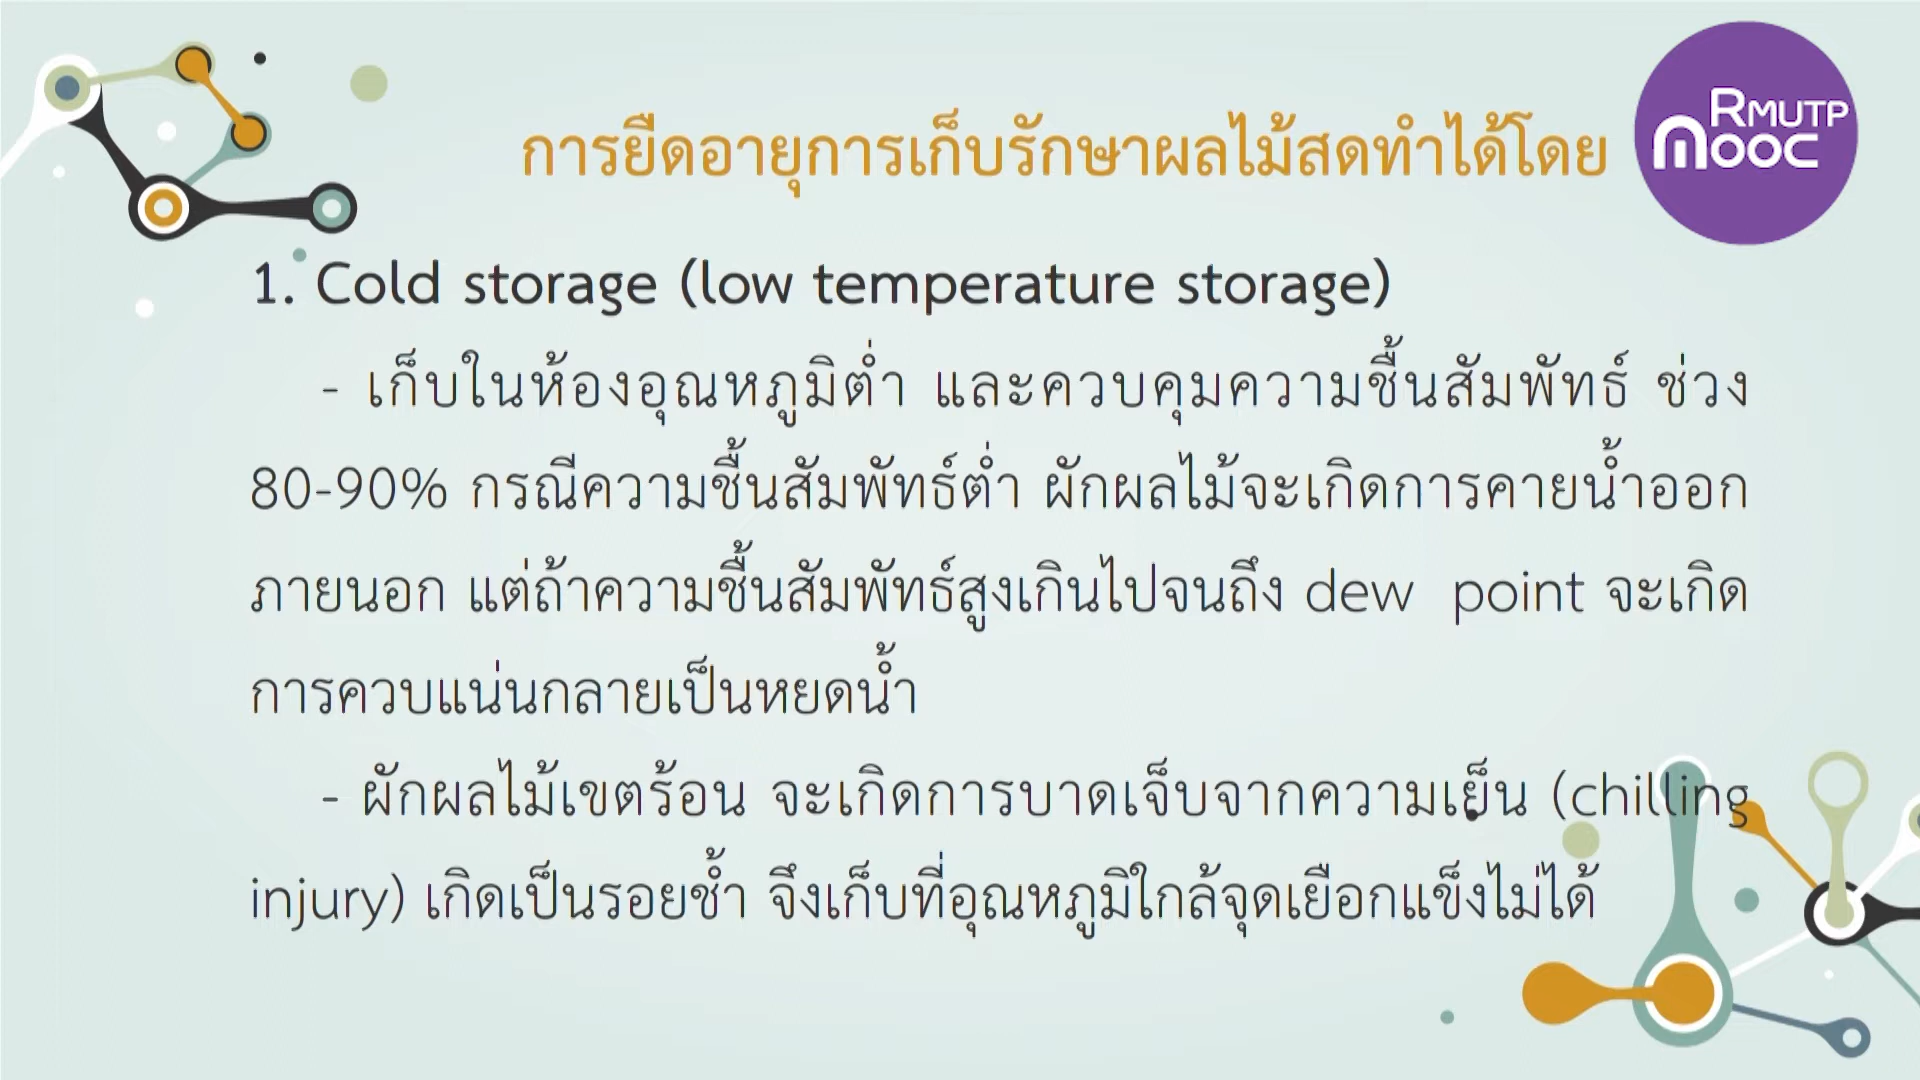 การยืดอายุการเก็บรักษาผลไม้สดทำได้โดย
RMUTP
mooc
1. Cold storage (low temperature storage)
- เก็บในห้องอุณหภูมิต่ำ และควบคุมความชื้นสัมพัทธ์ ช่วง
80-90% กรณีความชื้นสัมพัทธ์ต่ำ ผักผลไม้จะเกิดการคายน้ำออก
ภายนอก แต่ถ้าความชื้นสัมพัทธ์สูงเกินไปจนถึง dew point จะเกิด
การควบแน่นกลายเป็นหยดน้ำ
- ผักผลไม้เขตร้อน จะเกิดการบาดเจ็บจากความเย็น (chilling
injury) เกิดเป็นรอยช้ำ จึงเก็บที่อุณหภูมิใกล้จุดเยือกแข็งไม่ได้